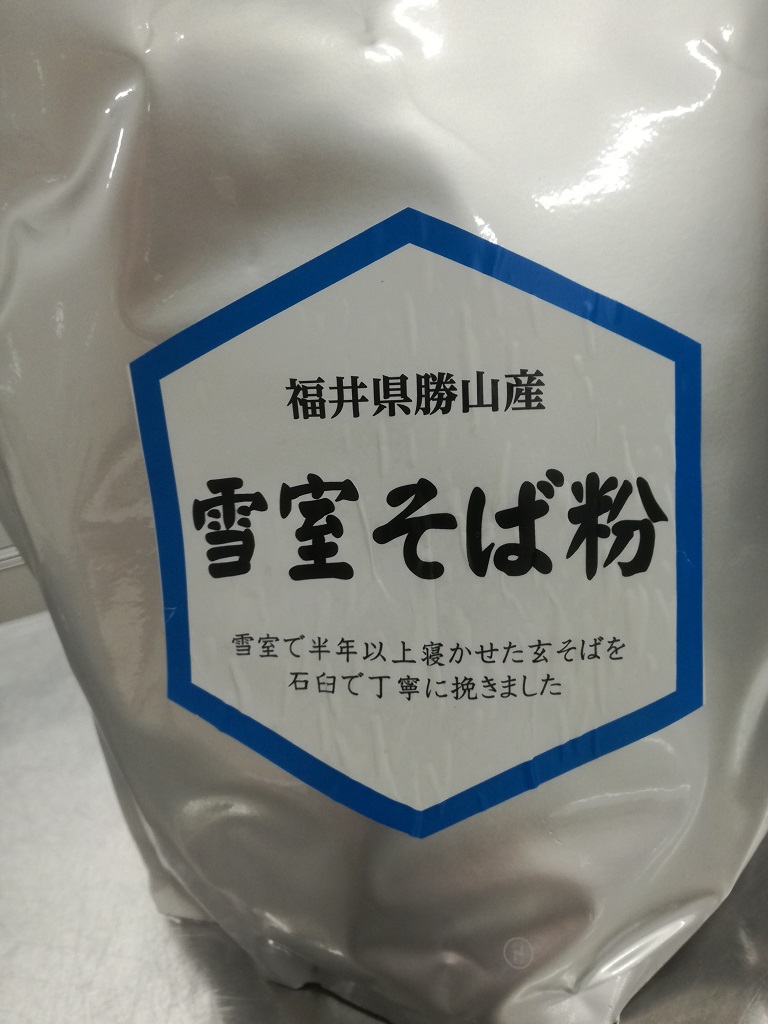 福井県勝山産
雪室そば粉
雪室で半年以上寝かせた玄そばを
石臼で丁寧に挽きました